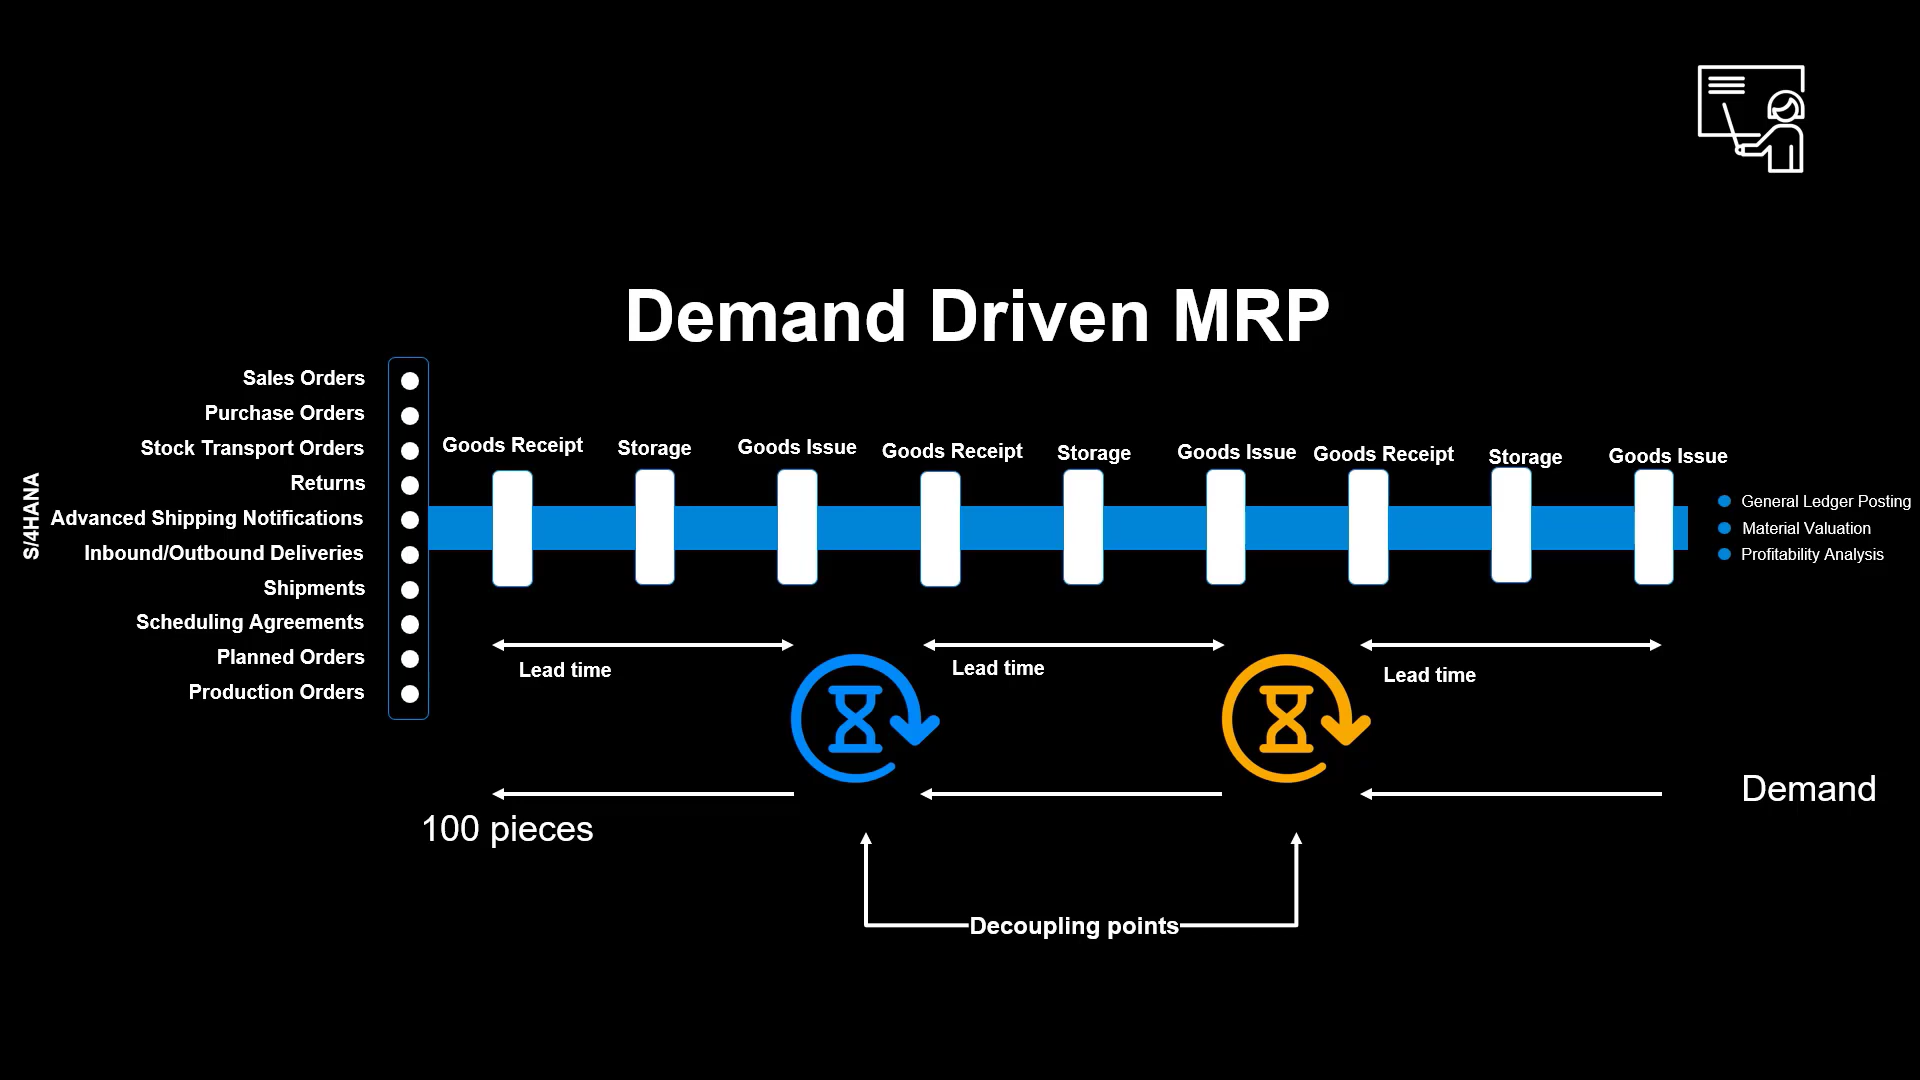 Demand Driven MRP
S/4HANA
Sales Orders
Purchase Orders
Stock Transport Orders
Returns
Advanced Shipping Notifications
Inbound/Outbound Deliveries
Shipments
Scheduling Agreements
Planned Orders
Production Orders
Goods Receipt
Storage
Goods Issue
Goods Receipt
Storage
Goods Issue
Goods Receipt
Storage
Goods Issue
General Ledger Posting
Material Valuation
Profitability Analysis
Lead time
Lead time
Lead time
Demand
100 pieces
Decoupling points